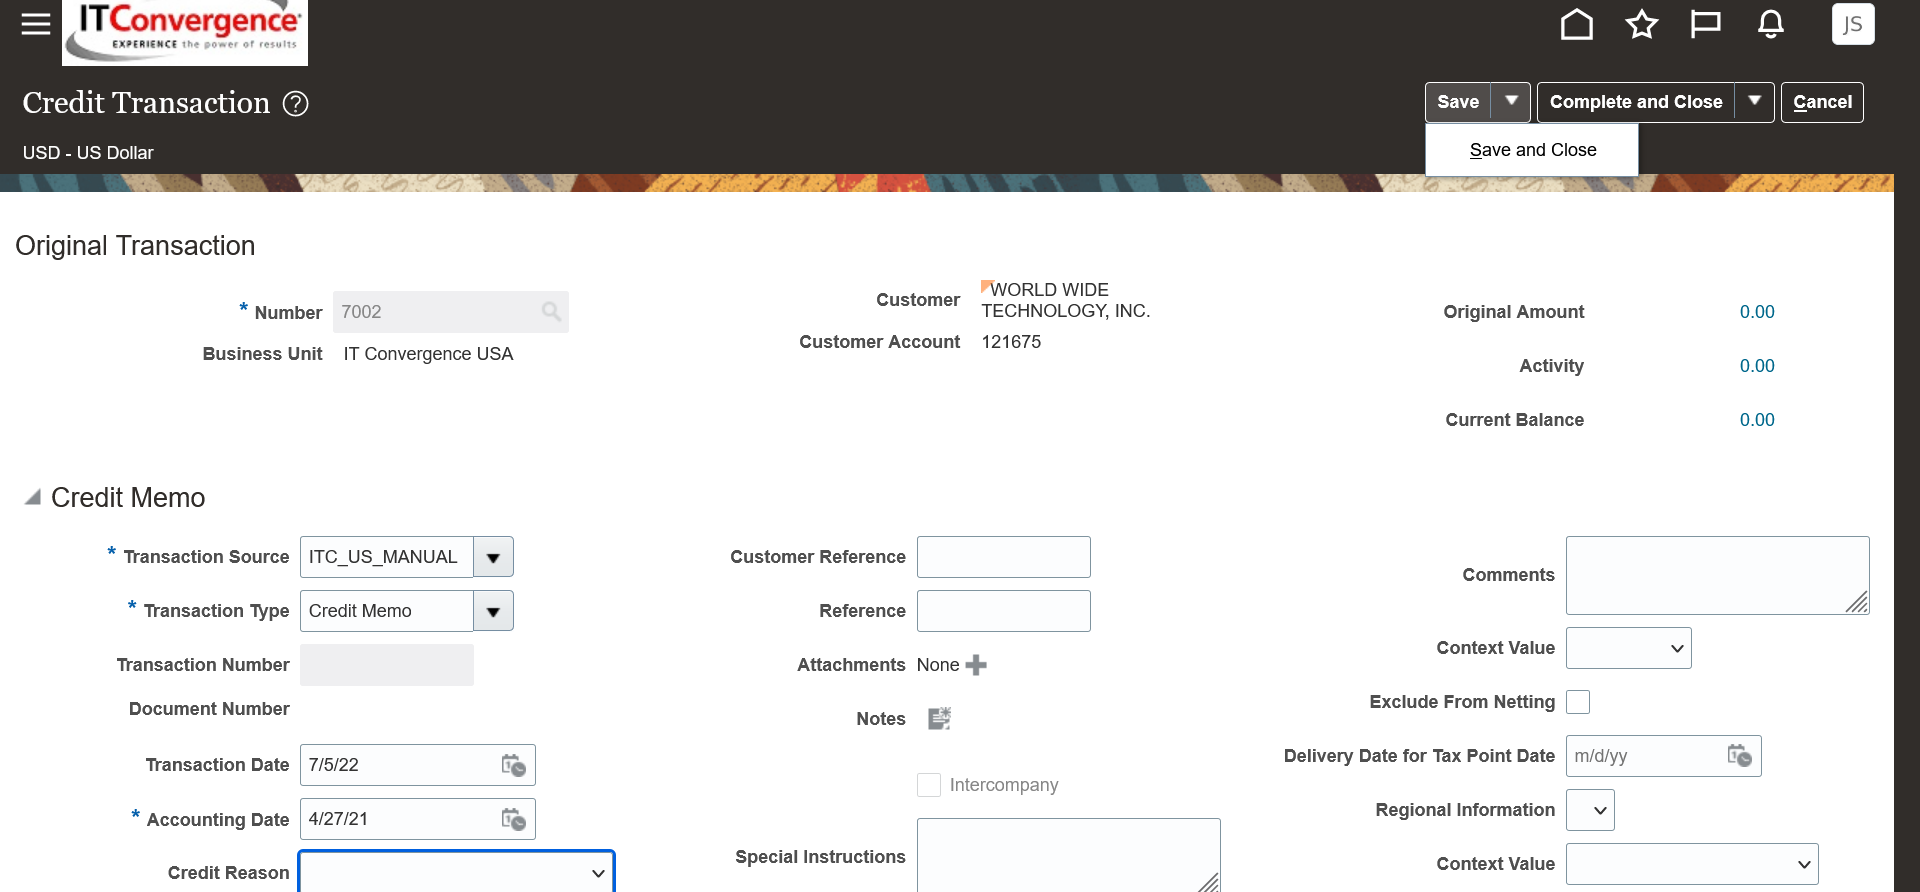 ITConvergence
EXPERIENCE the power of results
JS
Credit Transaction ?
Save
Complete and Close
Cancel
USD - US Dollar
Save and Close
Original Transaction
* Number 7002
Business Unit IT Convergence USA
Customer WORLD WIDE
TECHNOLOGY, INC.
Customer Account 121675
Original Amount 0.00
Activity 0.00
Current Balance 0.00
Credit Memo
* Transaction Source ITC_US_MANUAL
* Transaction Type Credit Memo
Transaction Number
Document Number
Transaction Date 7/5/22
* Accounting Date 4/27/21
Credit Reason
Customer Reference
Reference
Attachments None
Notes
Intercompany
Special Instructions
Comments
Context Value
Exclude From Netting
Delivery Date for Tax Point Date m/d/yy
Regional Information
Context Value